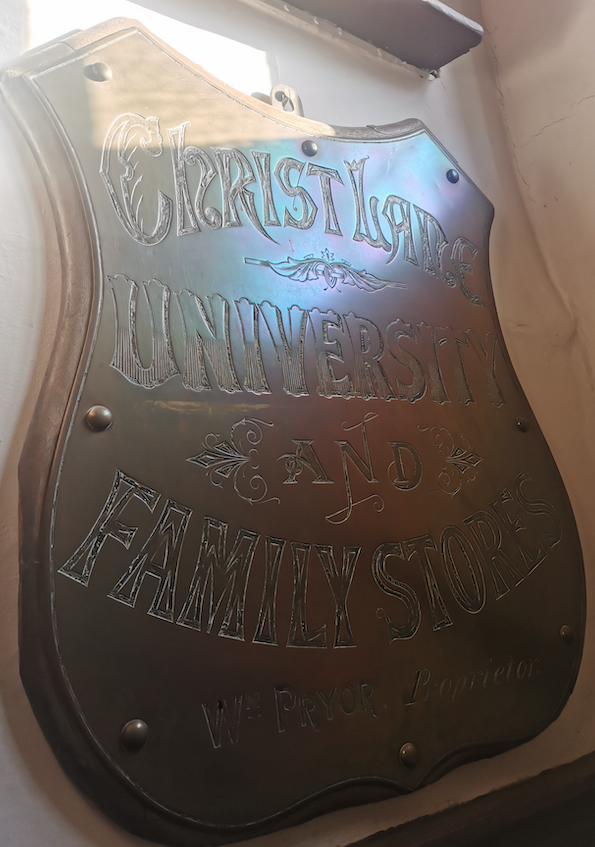 Christ Lane
UNIVERSITY
AND
FAMILY STORES
Wm PRYOR. Proprietor.